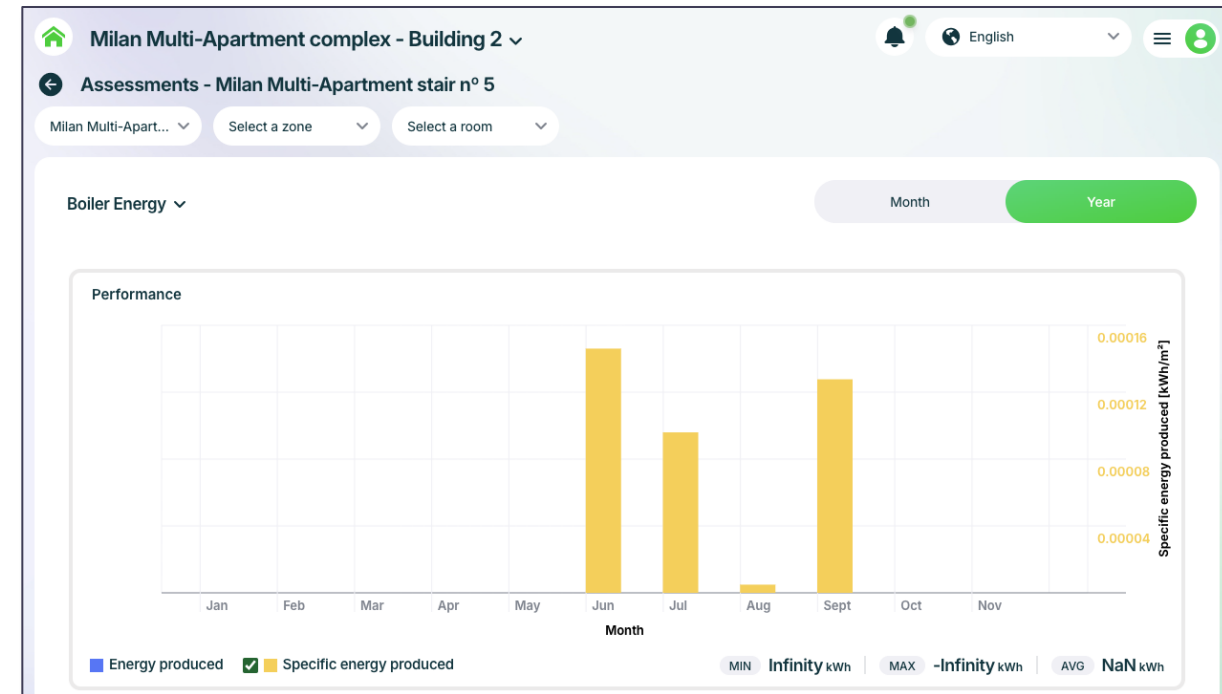 Milan Multi-Apartment complex - Building 2
English
Assessments - Milan Multi-Apartment stair nº 5
Milan Multi-Apart...
Select a zone
Select a room
Boiler Energy
Month
Year
Performance
0.00016
0.00012
0.00008
0.00004
Specific energy produced [kWh/m²]
Jan Feb Mar Apr May Jun Jul Aug Sept Oct Nov
Month
Energy produced
Specific energy produced
MIN Infinity kWh
MAX -Infinity kWh
AVG NaN kWh